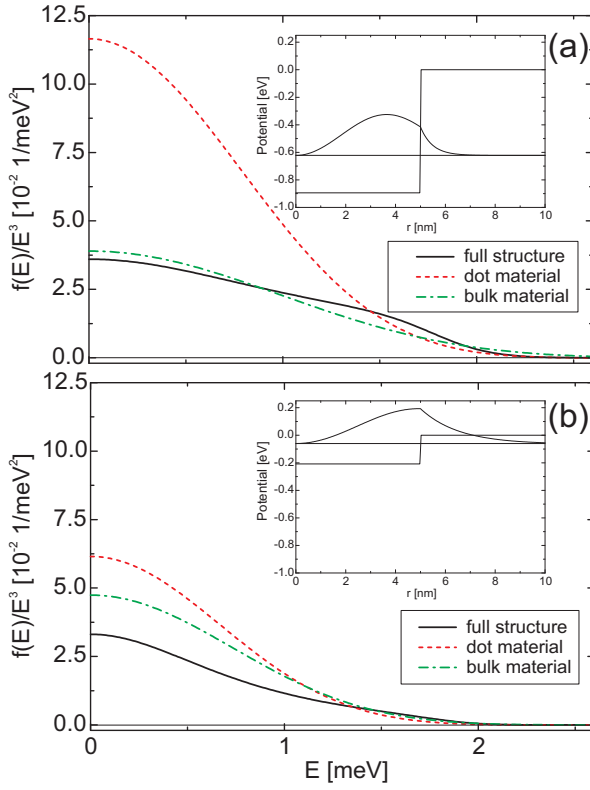 12.5
10.0
7.5
5.0
2.5
0.0
f(E)/E³ [10⁻² 1/meV²]
(a)
0.2
0.0
-0.2
-0.4
-0.6
-0.8
-1.0
Potential [eV]
0 2 4 6 8 10
r [nm]
full structure
dot material
bulk material
12.5
10.0
7.5
5.0
2.5
0.0
f(E)/E³ [10⁻² 1/meV²]
(b)
0.2
0.0
-0.2
-0.4
-0.6
-0.8
-1.0
Potential [eV]
0 2 4 6 8 10
r [nm]
full structure
dot material
bulk material
0 1 2
E [meV]